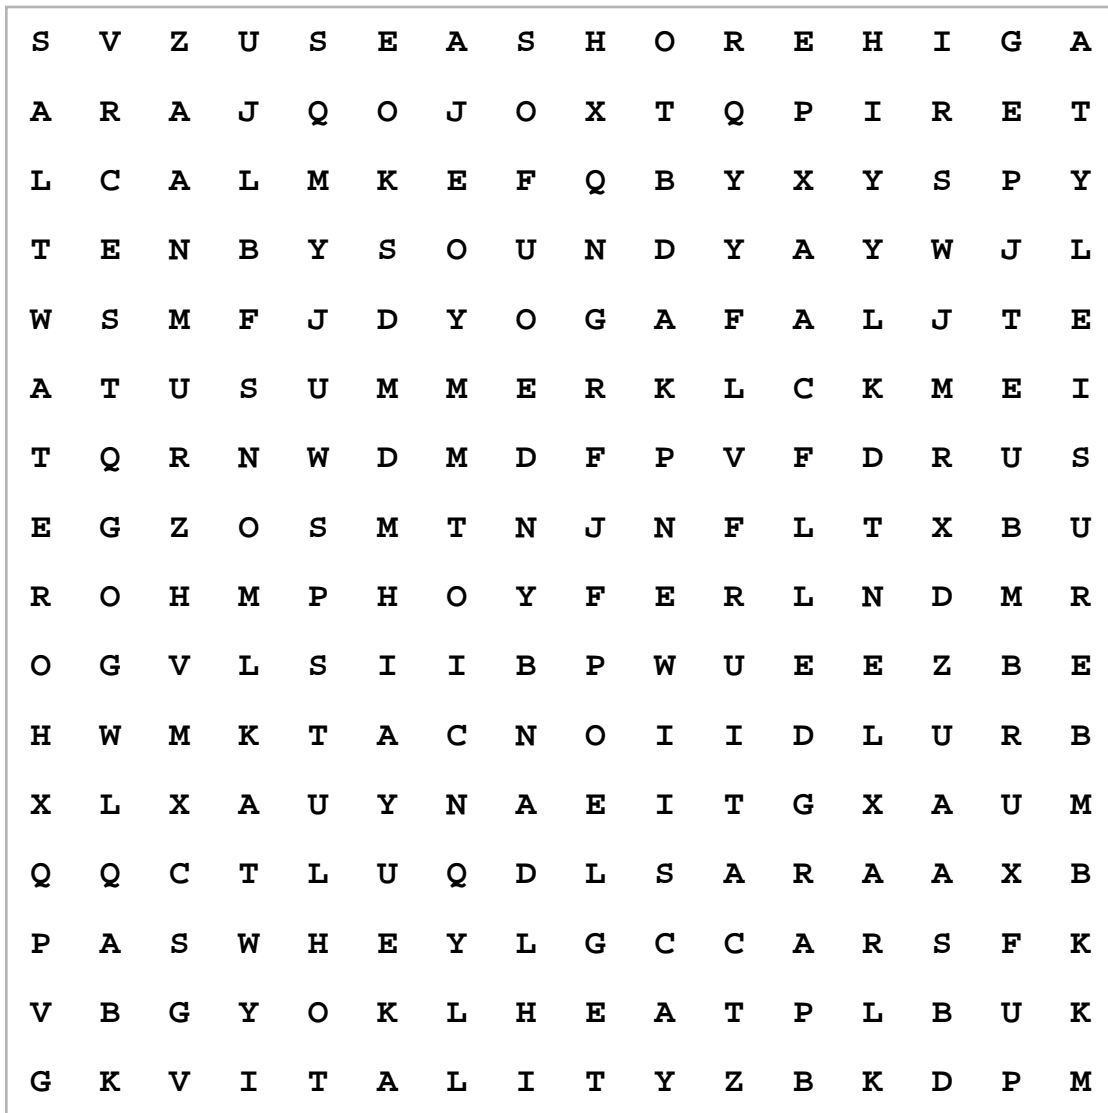 S V Z U S E A S H O R E H I G A
A R A J Q O J O X T Q P I R E T
L C A L M K E F Q B Y X Y S P Y
T E N B Y S O U N D Y A Y W J L
W S M F J D Y O G A F A L J T E
A T U S U M M E R K L C K M E I
T Q R N W D M D F P V F D R U S
E G Z O S M T N J N F L T X B U
R O H M P H O Y F E R L N D M R
O G V L S I I B P W U E E Z B E
H W M K T A C N O I I D L U R B
X L X A U Y N A E I T G X A U M
Q Q C T L U Q D L S A R A A X B
P A S W H E Y L G C C A R S F K
V B G Y O K L H E A T P L B U K
G K V I T A L I T Y Z B K D P M